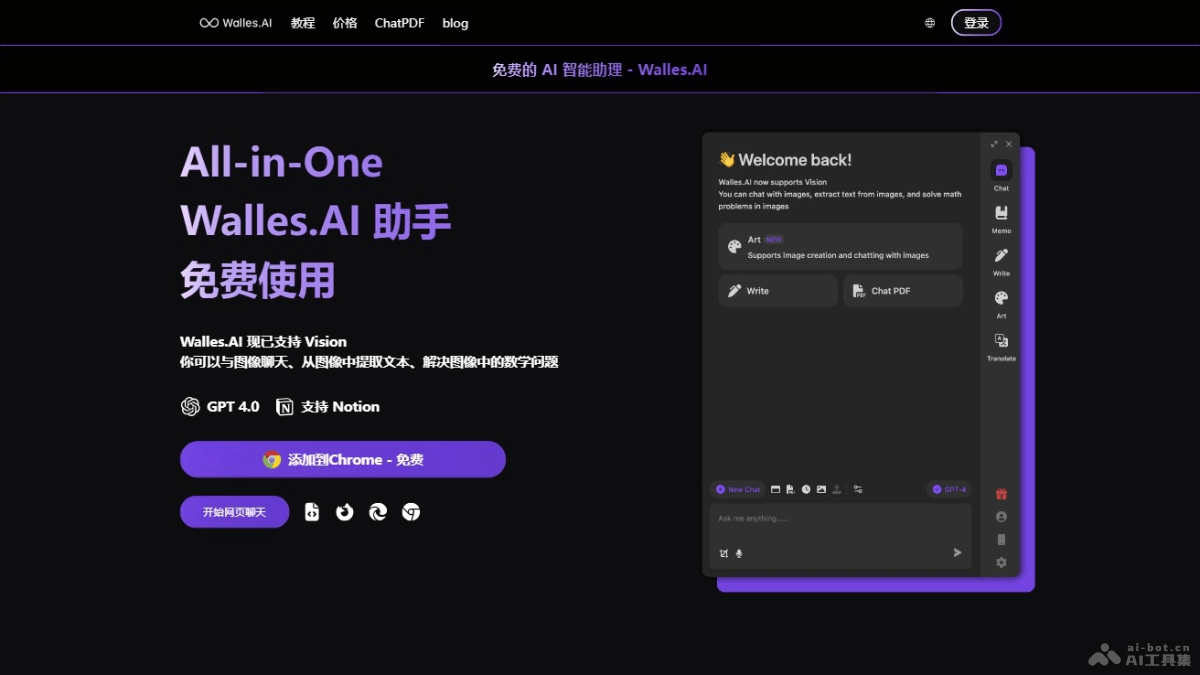 Walles.AI 教程 价格 ChatPDF blog
登录
免费的 AI 智能助理 - Walles.AI
All-in-One
Walles.AI 助手
免费使用
Walles.AI 现已支持 Vision
你可以与图像聊天、从图像中提取文本、解决图像中的数学问题
GPT 4.0 支持 Notion
添加到Chrome - 免费
开始网页聊天
👋 Welcome back!
Walles.AI now supports Vision
You can chat with images, extract text from images, and solve math
problems in images
Art NEW
Supports image creation and chatting with images
Write
Chat PDF
New Chat
GPT-4
Ask me anything......
Chat
Memo
Write
Art
Translate
ai-bot.cn
AI工具集